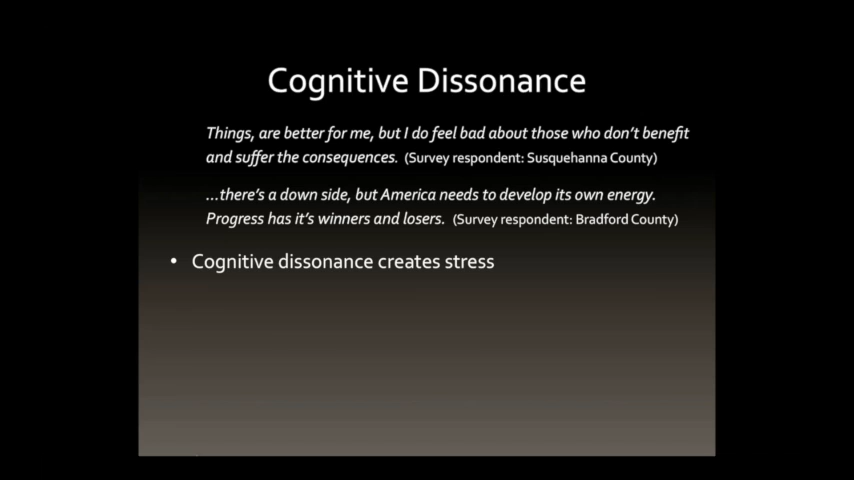 Cognitive Dissonance
Things, are better for me, but I do feel bad about those who don't benefit
and suffer the consequences. (Survey respondent: Susquehanna County)
...there's a down side, but America needs to develop its own energy.
Progress has it's winners and losers. (Survey respondent: Bradford County)
• Cognitive dissonance creates stress